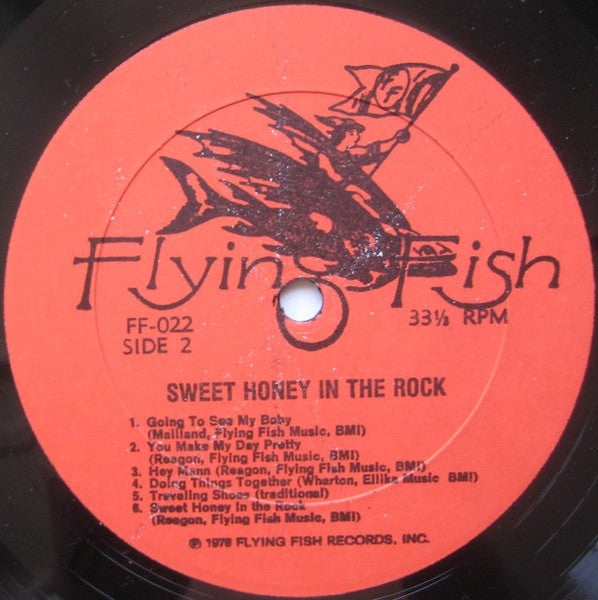 FF
Flying Fish
FF-022
SIDE 2
33⅓ RPM
SWEET HONEY IN THE ROCK
1. Going To See My Baby
(Mailland, Flying Fish Music, BMI)
2. You Make My Day Pretty
(Reagon, Flying Fish Music, BMI)
3. Hey Mann (Reagon, Flying Fish Music, BMI)
4. Doing Things Together (Wharton, Ellike Music BMI)
5. Traveling Shoes (traditional)
6. Sweet Honey In the Rock
(Reagon, Flying Fish Music, BMI)
℗ 1976 FLYING FISH RECORDS, INC.